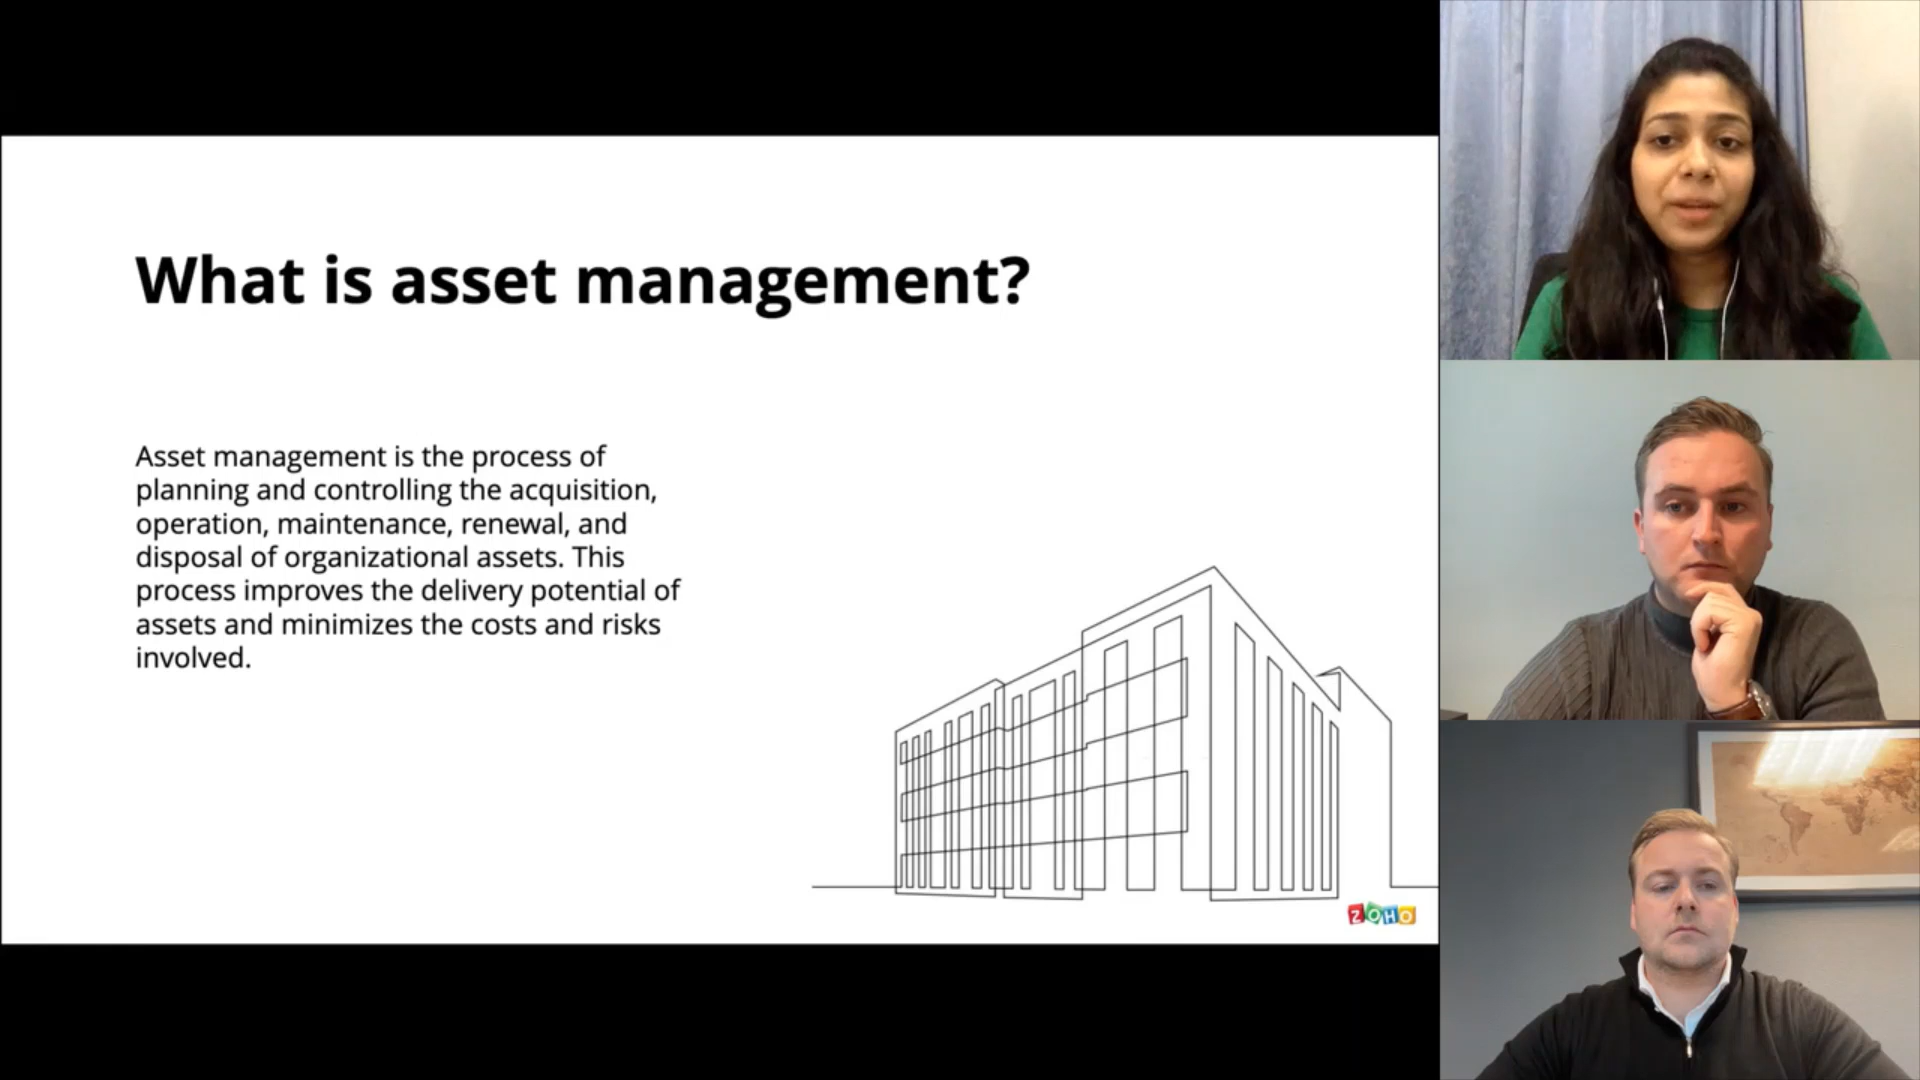 What is asset management?
Asset management is the process of
planning and controlling the acquisition,
operation, maintenance, renewal, and
disposal of organizational assets. This
process improves the delivery potential of
assets and minimizes the costs and risks
involved.
ZOHO